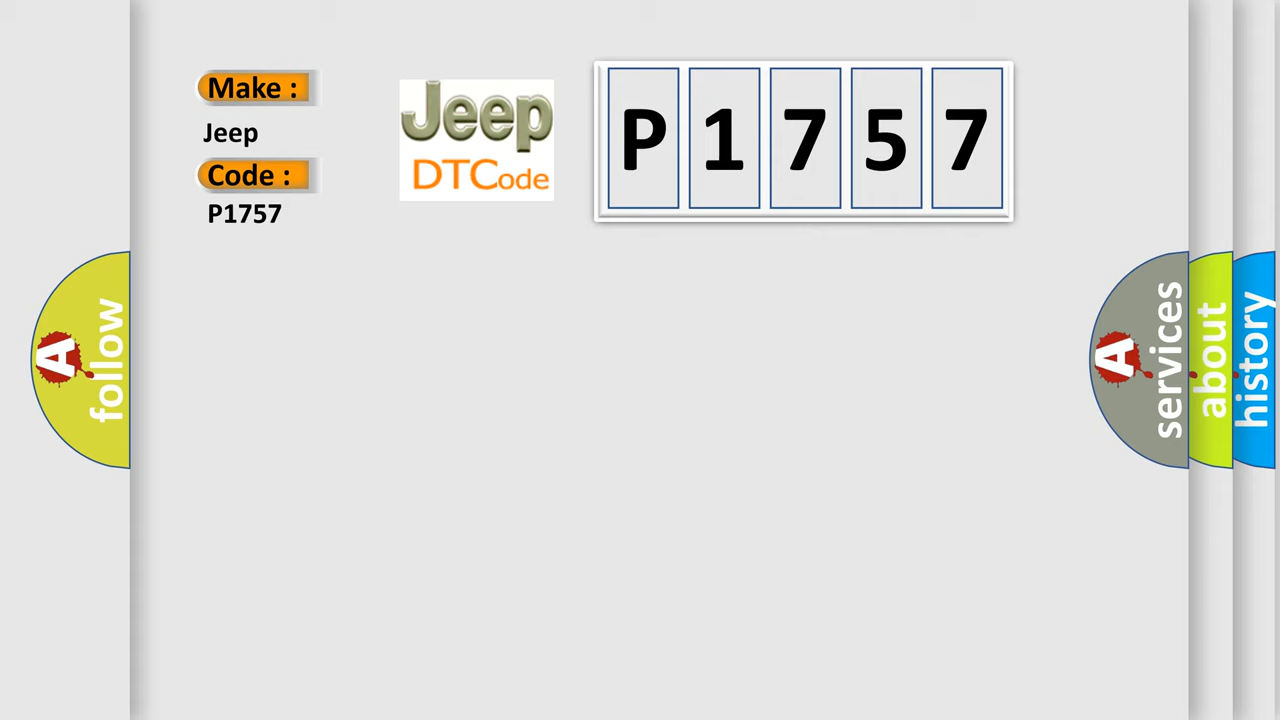 Make :
Jeep
Code :
P1757
Jeep
DTCode
P 1 7 5 7
A follow
A services
about
history